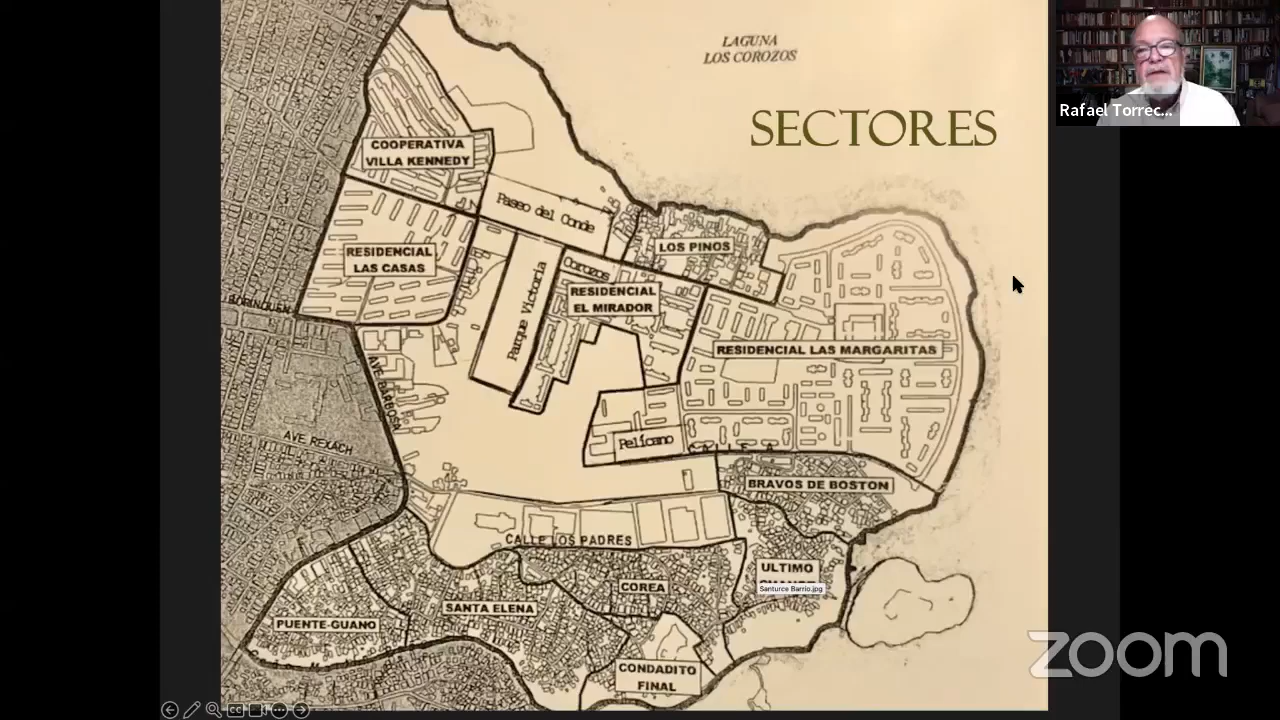 LAGUNA
LOS COROZOS
SECTORES
Rafael Torrec...
COOPERATIVA
VILLA KENNEDY
Paseo del Conde
LOS PINOS
RESIDENCIAL
LAS CASAS
Corozos
RESIDENCIAL
EL MIRADOR
Parque Victoria
BORINQUEN
RESIDENCIAL LAS MARGARITAS
AVE BARBOSA
AVE REXACH
Pelícano
CALLE A
BRAVOS DE BOSTON
CALLE LOS PADRES
ULTIMO
Santurce Barrio.jpg
COREA
SANTA ELENA
PUENTE-GUANO
CONDADITO
FINAL
zoom
CC